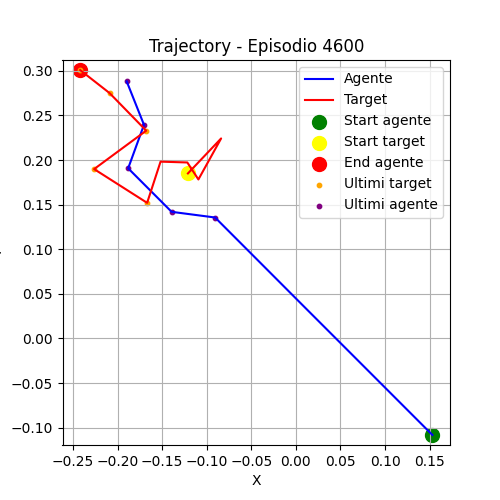 Trajectory - Episodio 4600
Agente
Target
Start agente
Start target
End agente
Ultimi target
Ultimi agente
0.30
0.25
0.20
0.15
0.10
0.05
0.00
−0.05
−0.10
−0.25 −0.20 −0.15 −0.10 −0.05 0.00 0.05 0.10 0.15
X